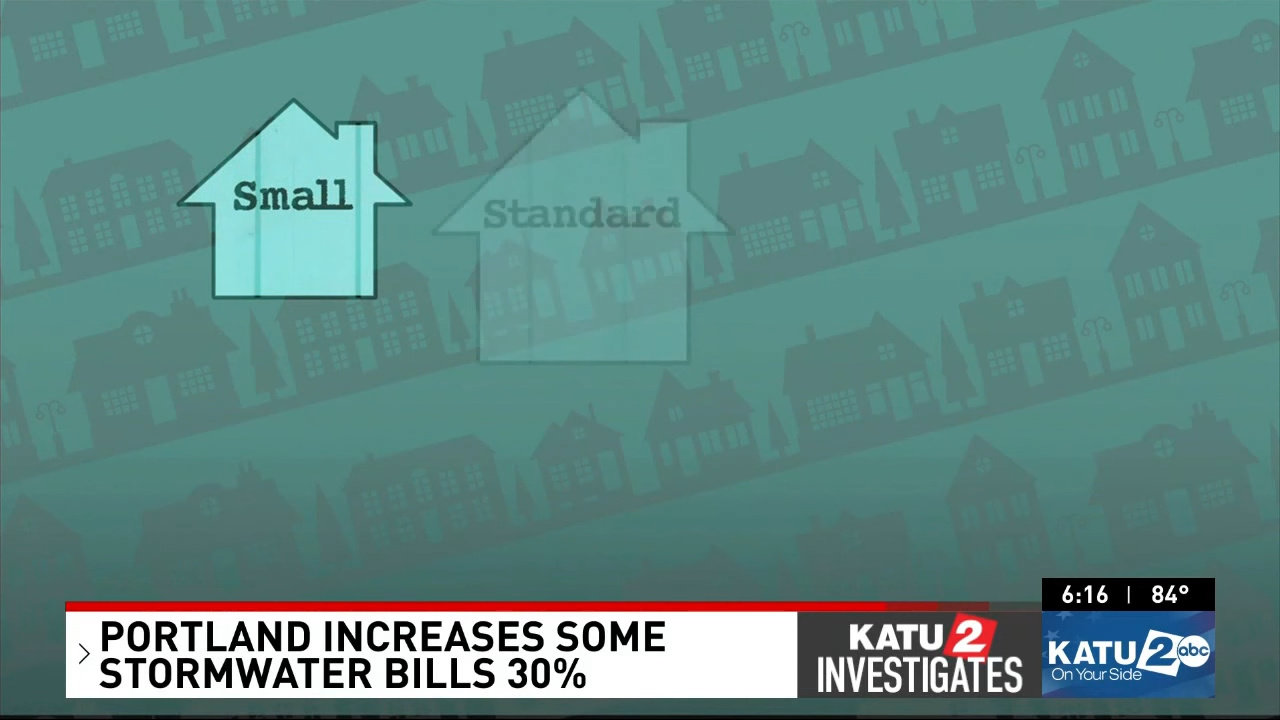 Small
Standard
6:16 | 84°
PORTLAND INCREASES SOME
STORMWATER BILLS 30%
KATU 2
INVESTIGATES
KATU 2 abc
On Your Side